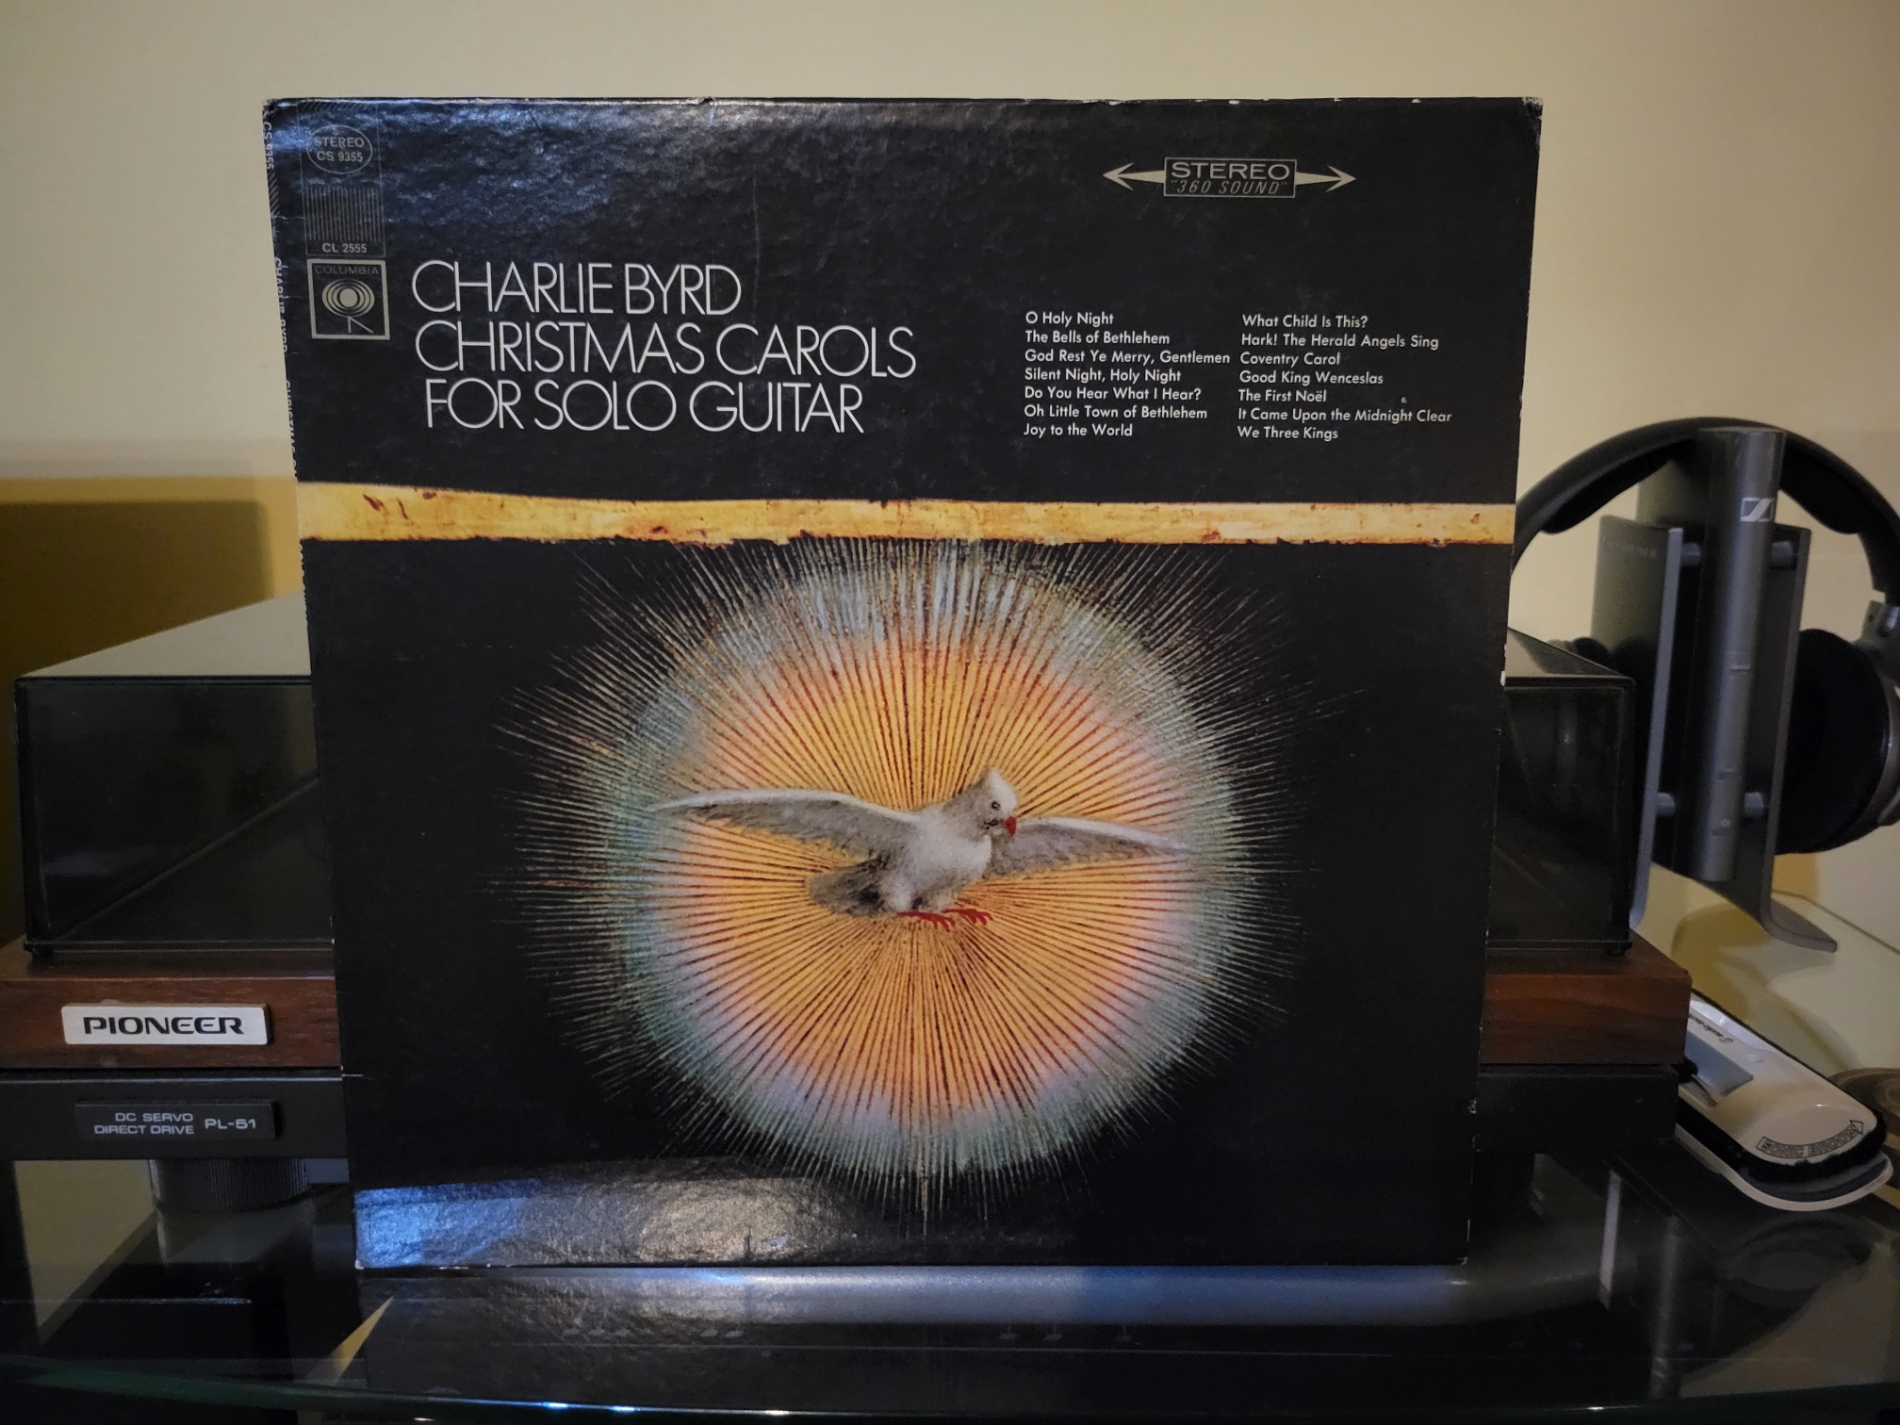 STEREO
CS 9355
CL 2555
COLUMBIA
STEREO
"360 SOUND"
CHARLIE BYRD
CHRISTMAS CAROLS
FOR SOLO GUITAR
O Holy Night
The Bells of Bethlehem
God Rest Ye Merry, Gentlemen
Silent Night, Holy Night
Do You Hear What I Hear?
Oh Little Town of Bethlehem
Joy to the World
What Child Is This?
Hark! The Herald Angels Sing
Coventry Carol
Good King Wenceslas
The First Noël
It Came Upon the Midnight Clear
We Three Kings
CS 9355
CHARLIE BYRD
PIONEER
DC SERVO
DIRECT DRIVE
PL-51